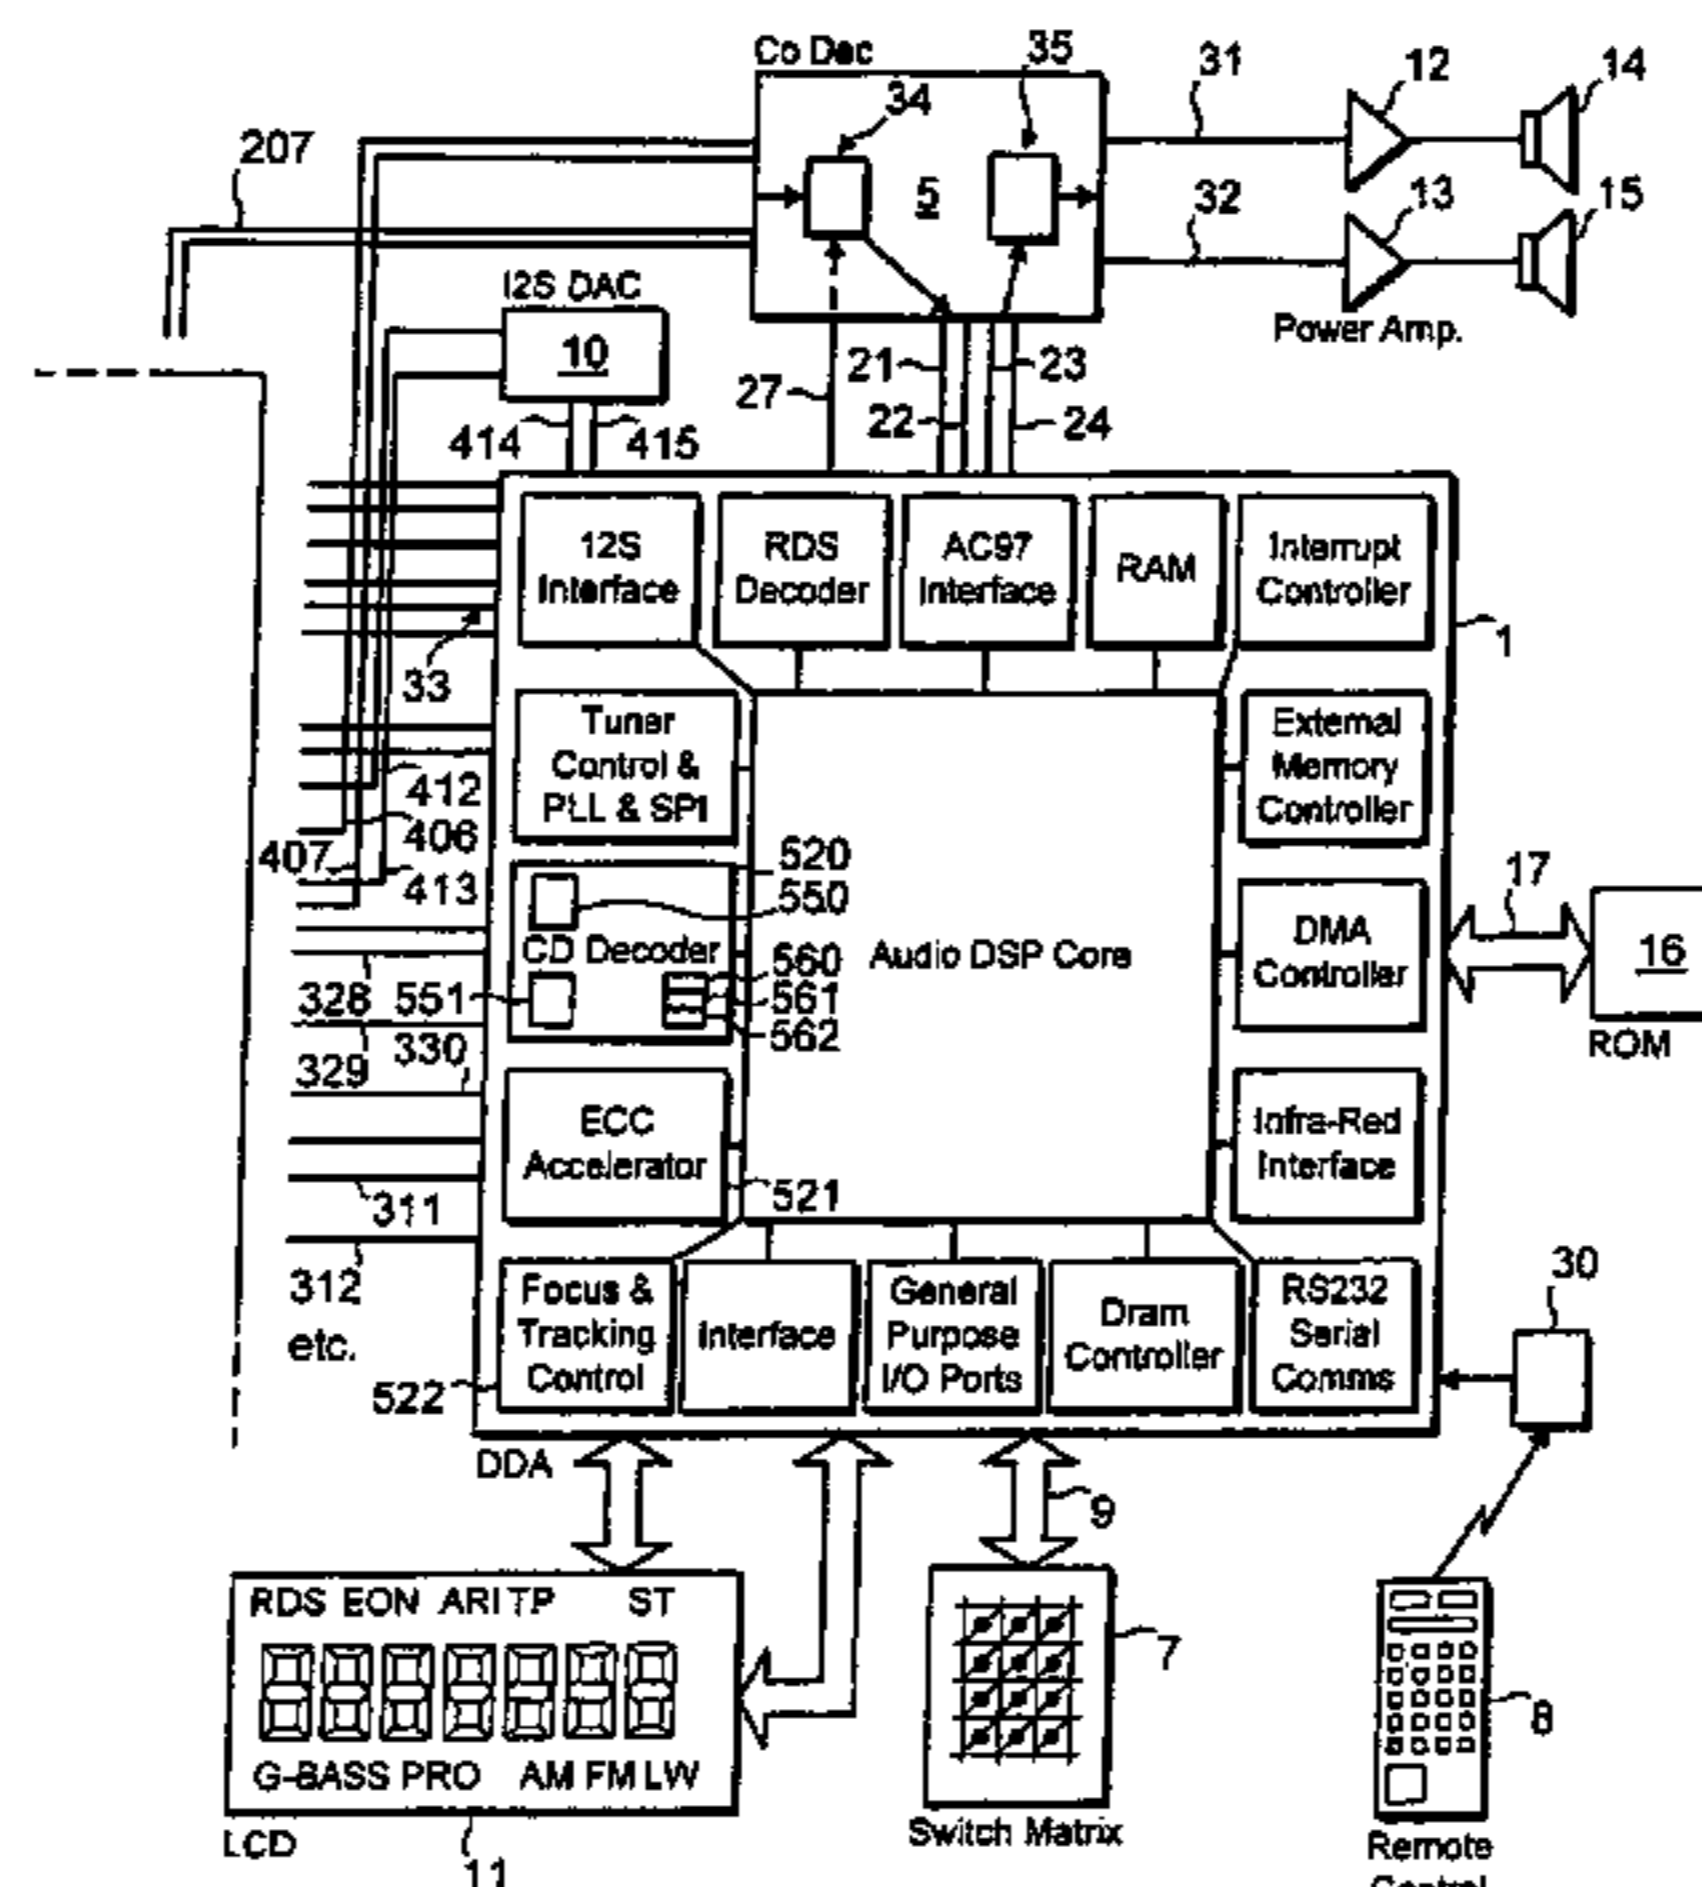 Co Dec
35
34
31
12
14
207
5
32
13
15
I2S DAC
10
Power Amp.
27
21
23
22
24
414
415
12S
Interface
RDS
Decoder
AC97
Interface
RAM
Interrupt
Controller
1
33
Tuner
Control &
PLL & SPI
External
Memory
Controller
412
406
407
413
520
550
CD Decoder
560
561
562
328
551
329
330
Audio DSP Core
DMA
Controller
17
16
ROM
ECC
Accelerator
521
Infra-Red
Interface
311
312
etc.
Focus &
Tracking
Control
522
Interface
General
Purpose
I/O Ports
Dram
Controller
RS232
Serial
Comms
30
DDA
9
RDS EON ARI TP ST
G-BASS PRO AM FM LW
LCD
11
7
Switch Matrix
8
Remote
Control